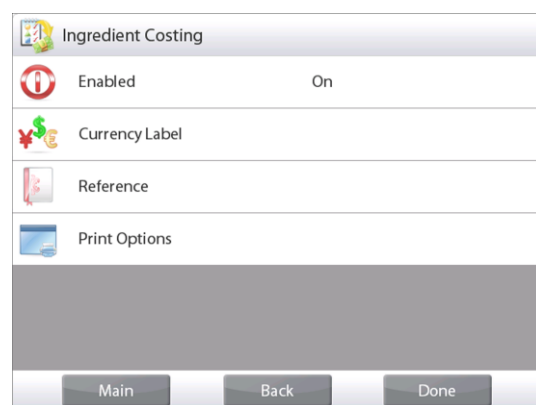 Ingredient Costing
Enabled On
Currency Label
Reference
Print Options
Main Back Done